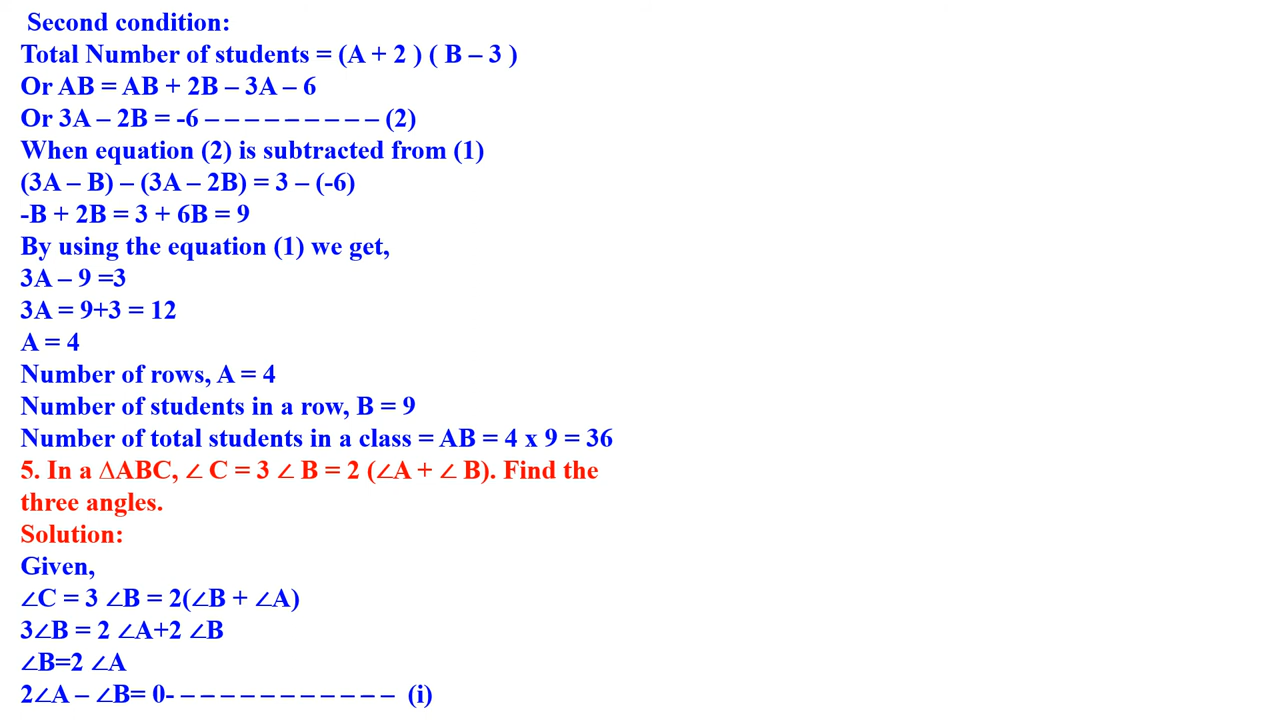 Second condition:
Total Number of students = (A + 2 ) ( B – 3 )
Or AB = AB + 2B – 3A – 6
Or 3A – 2B = -6 – – – – – – – – – (2)
When equation (2) is subtracted from (1)
(3A – B) – (3A – 2B) = 3 – (-6)
-B + 2B = 3 + 6B = 9
By using the equation (1) we get,
3A – 9 =3
3A = 9+3 = 12
A = 4
Number of rows, A = 4
Number of students in a row, B = 9
Number of total students in a class = AB = 4 x 9 = 36
5. In a ∆ABC, ∠ C = 3 ∠ B = 2 (∠A + ∠ B). Find the
three angles.
Solution:
Given,
∠C = 3 ∠B = 2(∠B + ∠A)
3∠B = 2 ∠A+2 ∠B
∠B=2 ∠A
2∠A – ∠B= 0- – – – – – – – – – – – (i)